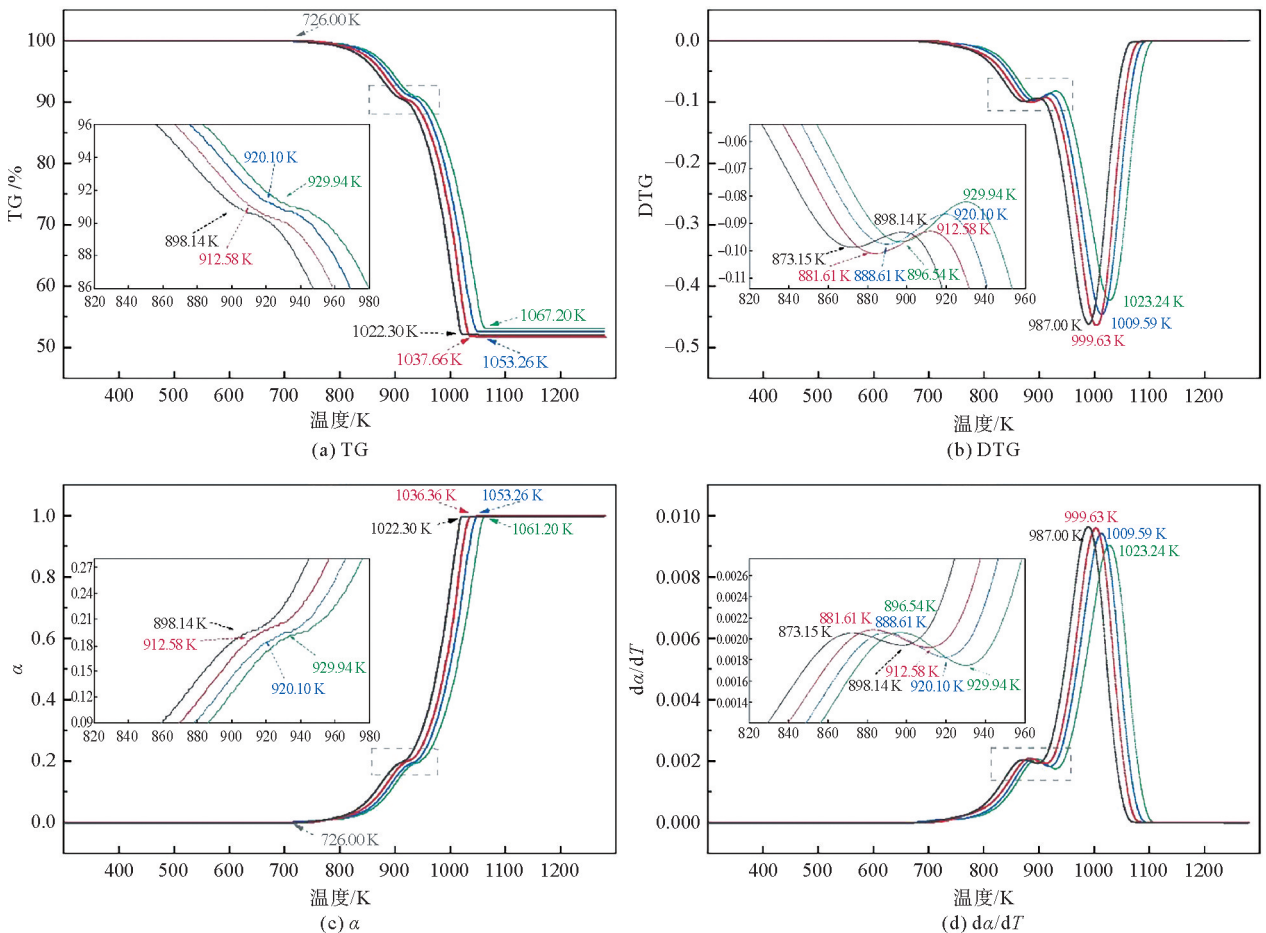 726.00 K
100
90
80
70
60
50
TG /%
96
94
92
90
88
86
820 840 860 880 900 920 940 960 980
920.10 K
929.94 K
898.14 K
912.58 K
1067.20 K
1022.30 K
1037.66 K
1053.26 K
400 500 600 700 800 900 1000 1100 1200
温度/K
(a) TG
0.0
−0.1
−0.2
−0.3
−0.4
−0.5
DTG
−0.06
−0.07
−0.08
−0.09
−0.10
−0.11
820 840 860 880 900 920 940 960
929.94 K
898.14 K
920.10 K
912.58 K
873.15 K
881.61 K
888.61 K
896.54 K
1023.24 K
987.00 K
1009.59 K
999.63 K
400 500 600 700 800 900 1000 1100 1200
温度/K
(b) DTG
1036.36 K
1053.26 K
1022.30 K
1061.20 K
1.0
0.8
0.6
0.4
0.2
0.0
α
0.27
0.24
0.21
0.18
0.15
0.12
0.09
820 840 860 880 900 920 940 960 980
898.14 K
912.58 K
929.94 K
920.10 K
726.00 K
400 500 600 700 800 900 1000 1100 1200
温度/K
(c) α
0.010
0.008
0.006
0.004
0.002
0.000
dα/dT
999.63 K
987.00 K
1009.59 K
1023.24 K
0.0026
0.0024
0.0022
0.0020
0.0018
0.0016
0.0014
820 840 860 880 900 920 940 960
896.54 K
881.61 K
888.61 K
873.15 K
912.58 K
898.14 K
920.10 K
929.94 K
400 500 600 700 800 900 1000 1100 1200
温度/K
(d) dα/dT